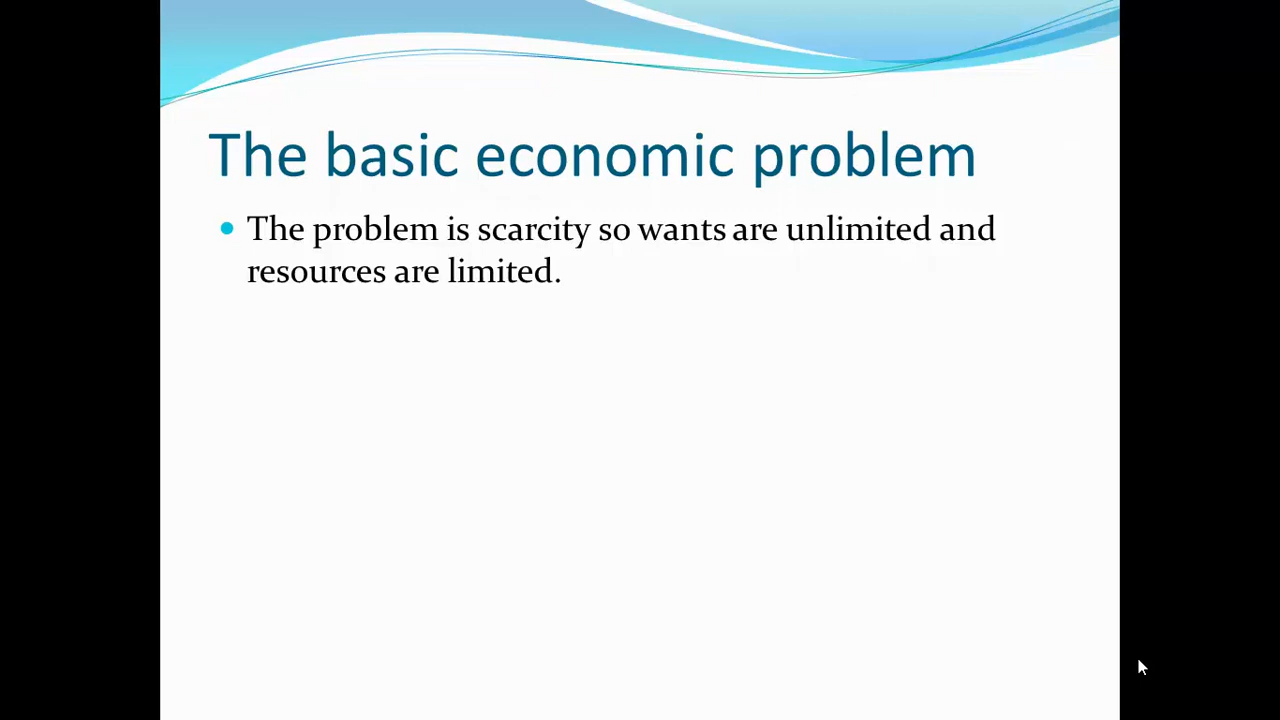 The basic economic problem
The problem is scarcity so wants are unlimited and
resources are limited.